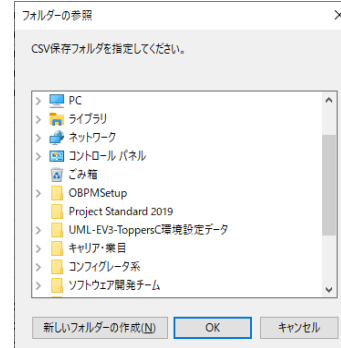 フォルダーの参照
CSV保存フォルダを指定してください。
PC
ライブラリ
ネットワーク
コントロール パネル
ごみ箱
OBPMSetup
Project Standard 2019
UML-EV3-ToppersC環境設定データ
キャリア・業目
コンフィグレータ系
ソフトウェア開発チーム
新しいフォルダーの作成(N)
OK
キャンセル